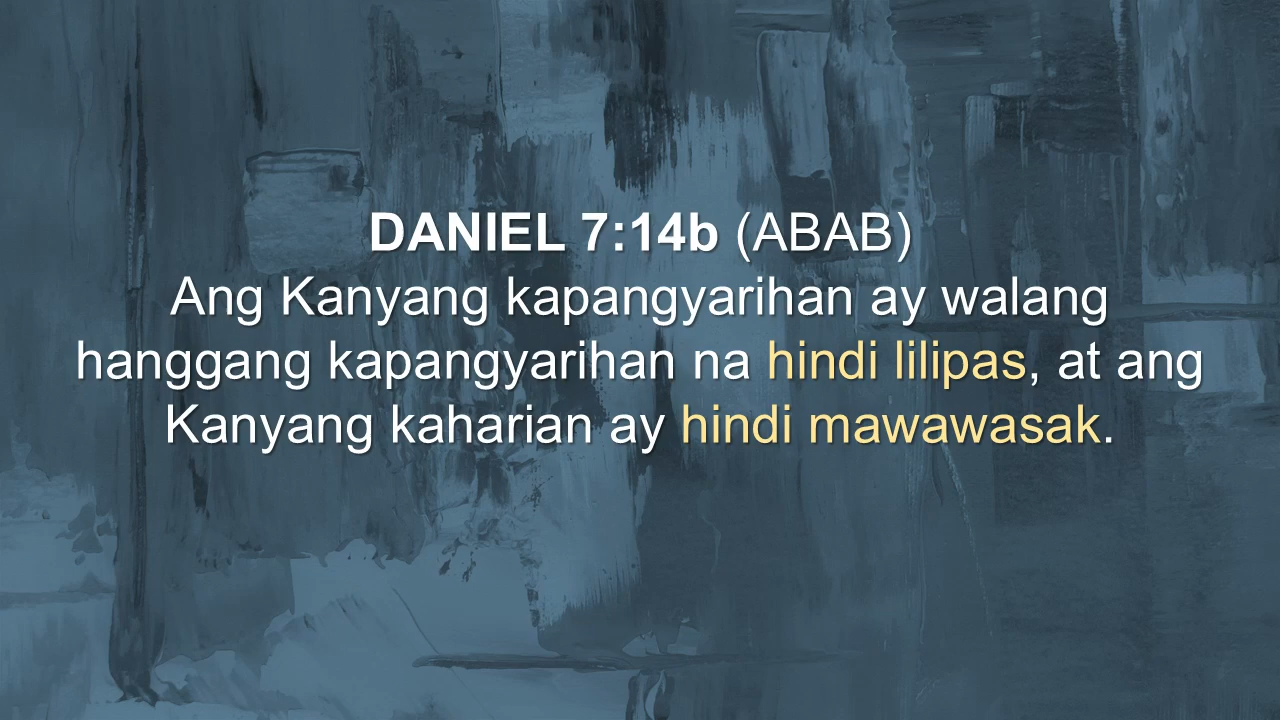 DANIEL 7:14b (ABAB)
Ang Kanyang kapangyarihan ay walang
hanggang kapangyarihan na hindi lilipas, at ang
Kanyang kaharian ay hindi mawawasak.